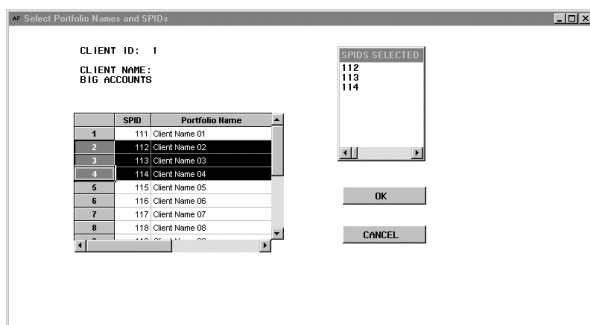 AF Select Portfolio Names and SPIDs
CLIENT ID: 1
CLIENT NAME:
BIG ACCOUNTS
SPID Portfolio Name
1 111 Client Name 01
2 112 Client Name 02
3 113 Client Name 03
4 114 Client Name 04
5 115 Client Name 05
6 116 Client Name 06
7 117 Client Name 07
8 118 Client Name 08
SPIDS SELECTED
112
113
114
OK
CANCEL